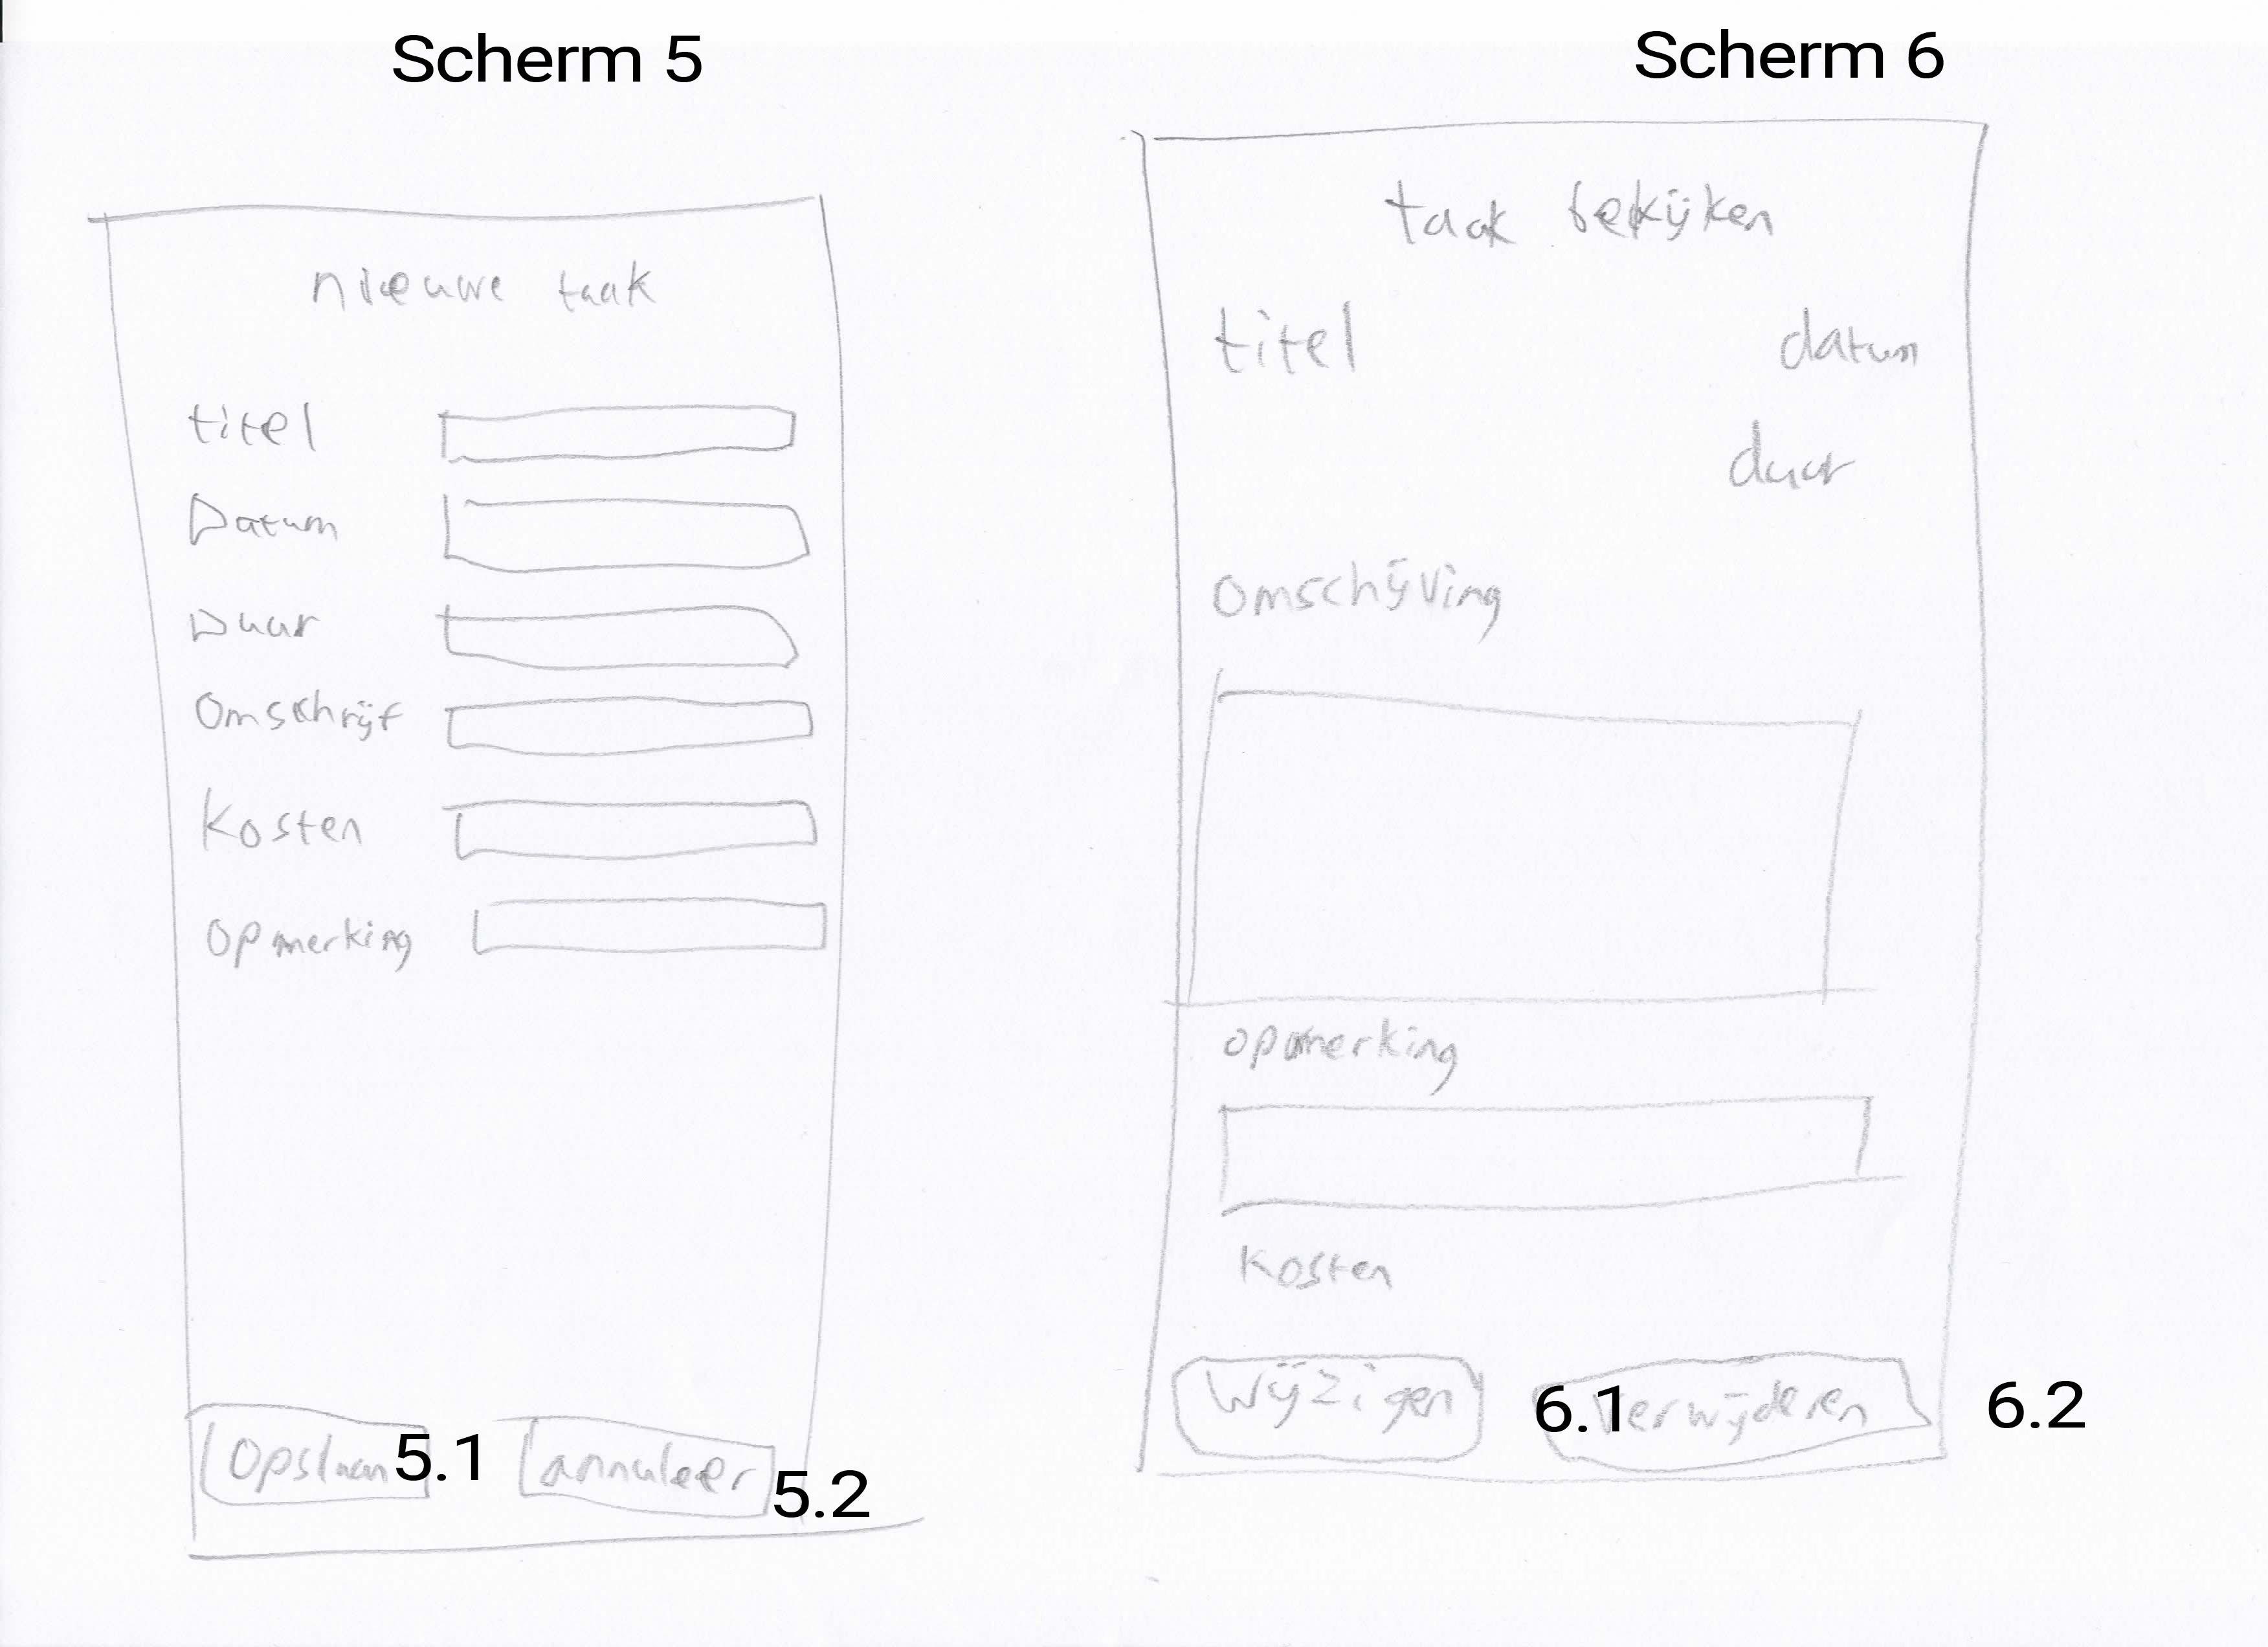 Scherm 5
nieuwe taak
titel
Datum
Duur
Omschrijf
Kosten
Opmerking
Opslaan 5.1
annuleer 5.2
Scherm 6
taak bekijken
titel datum
duur
Omschijving
opmerking
Kosten
Wijzigen 6.1
Verwijderen 6.2